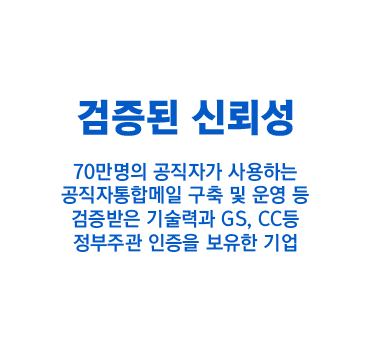 검증된 신뢰성
70만명의 공직자가 사용하는
공직자통합메일 구축 및 운영 등
검증받은 기술력과 GS, CC등
정부주관 인증을 보유한 기업